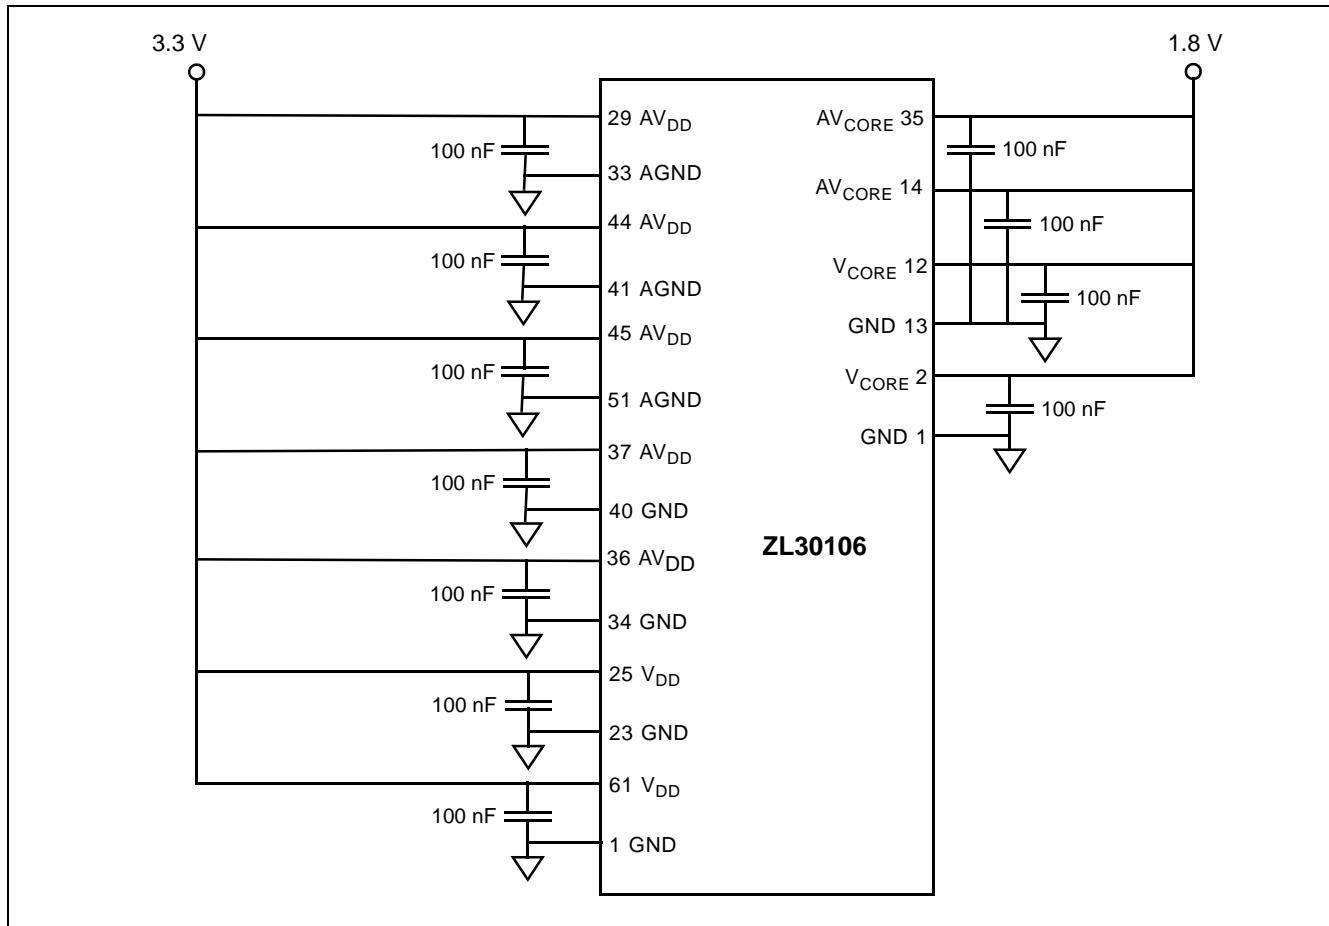 3.3 V
1.8 V
29 AVDD
100 nF
33 AGND
44 AVDD
100 nF
41 AGND
45 AVDD
100 nF
51 AGND
37 AVDD
100 nF
40 GND
36 AVDD
100 nF
34 GND
25 VDD
100 nF
23 GND
61 VDD
100 nF
1 GND
AVCORE 35
100 nF
AVCORE 14
100 nF
VCORE 12
100 nF
GND 13
VCORE 2
100 nF
GND 1
ZL30106